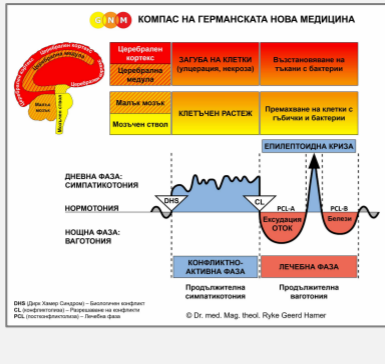 GNM КОМПАС НА ГЕРМАНСКАТА НОВА МЕДИЦИНА
Церебрален кортекс
Церебрална медула
Малък мозък
Мозъчен ствол
Церебрален кортекс
ЗАГУБА НА КЛЕТКИ
(улцерация, некроза)
Възстановяване на
тъкани с бактерии
Церебрална
медула
Малък мозък
КЛЕТЪЧЕН РАСТЕЖ
Премахване на клетки с
гъбички и бактерии
Мозъчен ствол
ЕПИЛЕПТОИДНА КРИЗА
ДНЕВНА ФАЗА:
СИМПАТИКОТОНИЯ
DHS
CL
PCL-A
PCL-B
НОРМОТОНИЯ
Ексудация
ОТОК
Белези
НОЩНА ФАЗА:
ВАГОТОНИЯ
КОНФЛИКТНО-
АКТИВНА ФАЗА
ЛЕЧЕБНА ФАЗА
Продължителна
симпатикотония
Продължителна
ваготония
DHS (Дирк Хамер Синдром) – Биологичен конфликт
CL (конфликтолиза) – Разрешаване на конфликти
PCL (постконфликтолиза) – Лечебна фаза
© Dr. med. Mag. theol. Ryke Geerd Hamer